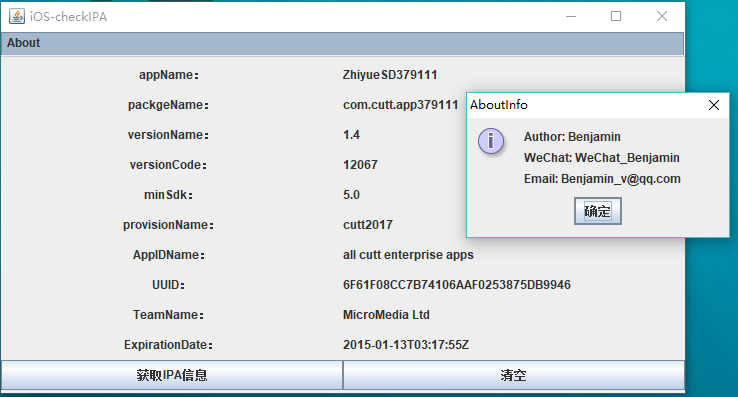 iOS-checkIPA
About
appName：
ZhiyueSD379111
packgeName：
com.cutt.app379111
versionName：
1.4
versionCode：
12067
minSdk：
5.0
provisionName：
cutt2017
AppIDName：
all cutt enterprise apps
UUID：
6F61F08CC7B74106AAF0253875DB9946
TeamName：
MicroMedia Ltd
ExpirationDate：
2015-01-13T03:17:55Z
获取IPA信息
清空
AboutInfo
Author: Benjamin
WeChat: WeChat_Benjamin
Email: Benjamin_v@qq.com
确定